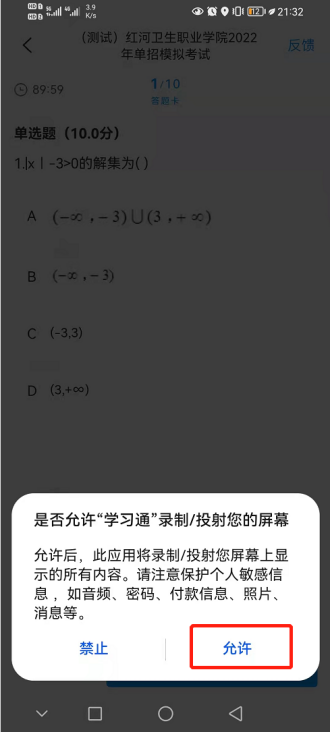 HD 5G 4G 3.9 K/s 12 21:32
（测试）红河卫生职业学院2022
年单招模拟考试
反馈
89:59
1/10
答题卡
单选题（10.0分）
1.|x｜-3>0的解集为( )
A (-∞ , -3)∪(3 , +∞)
B (-∞ , -3)
C (-3,3)
D (3,+∞)
是否允许“学习通”录制/投射您的屏幕
允许后，此应用将录制/投射您屏幕上显
示的所有内容。请注意保护个人敏感信
息 ，如音频、密码、付款信息、照片、
消息等。
禁止
允许